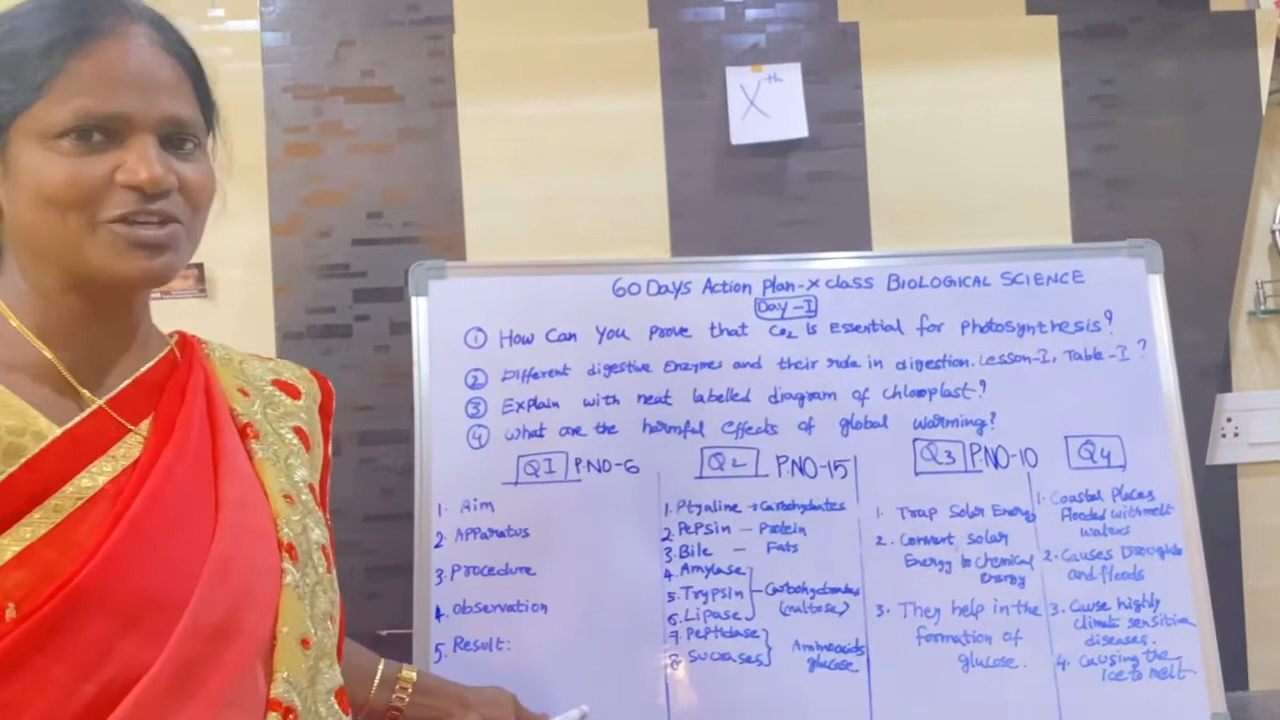 Xth
60 Days Action Plan-X class BIOLOGICAL SCIENCE
Day-I
① How Can You prove that Co2 Is Essential for Photosynthesis?
② Different digestive Enzymes and their role in digestion. Lesson-I, Table-I?
③ Explain with neat labelled diagram of chloroplast?
④ What are the harmful effects of global warming?
Q1 P.NO-6
1. Aim
2. Apparatus
3. Procedure
4. Observation
5. Result:
Q2 P.NO-15
1. Ptyaline → Carbohydrates
2. Pepsin – Protein
3. Bile – Fats
4. Amylase
5. Trypsin
6. Lipase
Carbohydrates
(maltose)
7. Peptidase
8. Sucrases
Aminoacids
glucose
Q3 P.NO-10
1. Trap Solar Energy
2. Convert Solar
Energy to chemical
energy
3. They help in the
formation of
glucose.
Q4
1. Coastal Places
Flooded with melt
waters
2. Causes Droughts
and floods
3. Cause highly
climate sensitive
diseases.
4. Causing the
ice to melt